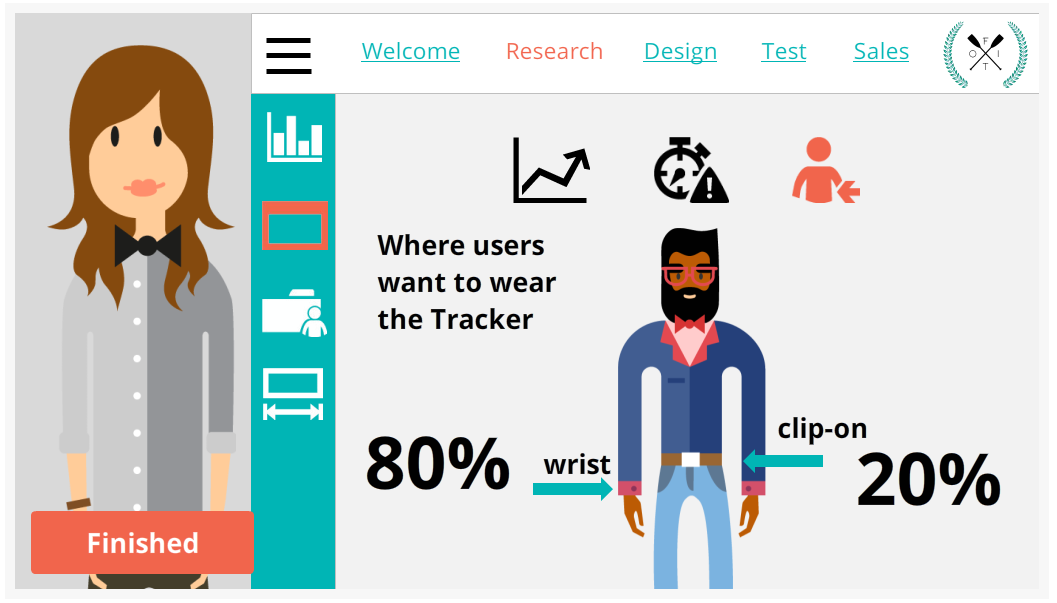 Welcome Research Design Test Sales
F
O I
T
Where users
want to wear
the Tracker
80%
wrist
clip-on
20%
Finished